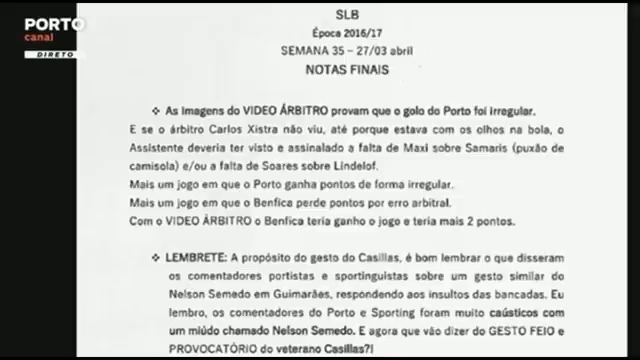 PORTO
canal
DIRETO
SLB
Época 2016/17
SEMANA 35 – 27/03 abril
NOTAS FINAIS
❖ As imagens do VIDEO ÁRBITRO provam que o golo do Porto foi irregular.
E se o árbitro Carlos Xistra não viu, até porque estava com os olhos na bola, o
Assistente deveria ter visto e assinalado a falta de Maxi sobre Samaris (puxão de
camisola) e/ou a falta de Soares sobre Lindelof.
Mais um jogo em que o Porto ganha pontos de forma irregular.
Mais um jogo em que o Benfica perde pontos por erro arbitral.
Com o VIDEO ÀRBITRO o Benfica teria ganho o jogo e teria mais 2 pontos.
❖ LEMBRETE: A propósito do gesto do Casillas, é bom lembrar o que disseram
os comentadores portistas e sportinguistas sobre um gesto similar do
Nelson Semedo em Guimarães, respondendo aos insultos das bancadas. Eu
lembro, os comentadores do Porto e Sporting foram muito caústicos com
um miúdo chamado Nelson Semedo. E agora que vão dizer do GESTO FEIO e
PROVOCATÓRIO do veterano Casillas?!